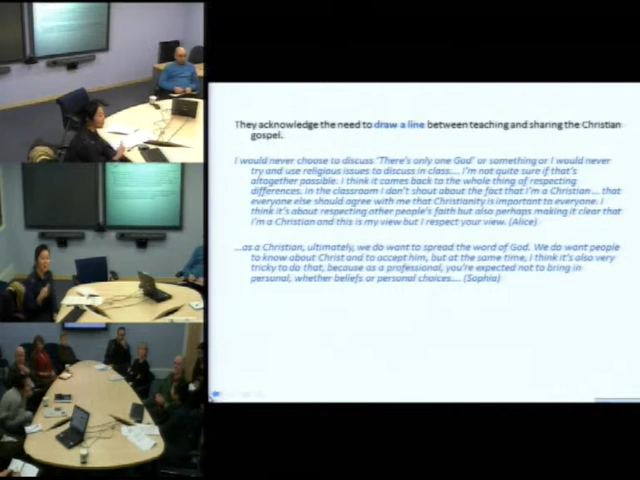 They acknowledge the need to draw a line between teaching and sharing the Christian
gospel.
I would never choose to discuss 'There's only one God' or something or I would never
try and use religious issues to discuss in class.... I'm not quite sure if that's
altogether possible. I think it comes back to the whole thing of respecting
differences. In the classroom I don't shout about the fact that I'm a Christian ... that
everyone else should agree with me that Christianity is important to everyone. I
think it's about respecting other people's faith but also perhaps making it clear that
I'm a Christian and this is my view but I respect your view. (Alice)
...as a Christian, ultimately, we do want to spread the word of God. We do want people
to know about Christ and to accept him, but at the same time, I think it's also very
tricky to do that, because as a professional, you're expected not to bring in
personal, whether beliefs or personal choices.... (Sophia)